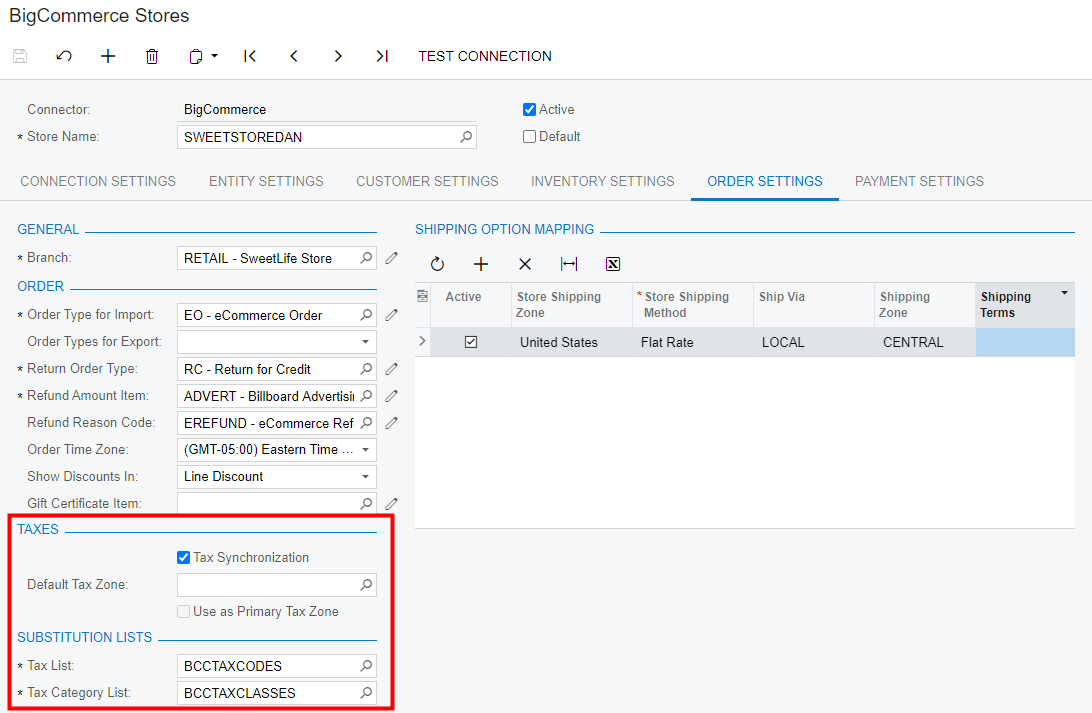 BigCommerce Stores
TEST CONNECTION
Connector: BigCommerce
Active
* Store Name: SWEETSTOREDAN
Default
CONNECTION SETTINGS ENTITY SETTINGS CUSTOMER SETTINGS INVENTORY SETTINGS ORDER SETTINGS PAYMENT SETTINGS
GENERAL
* Branch: RETAIL - SweetLife Store
ORDER
* Order Type for Import: EO - eCommerce Order
Order Types for Export:
* Return Order Type: RC - Return for Credit
* Refund Amount Item: ADVERT - Billboard Advertisi
Refund Reason Code: EREFUND - eCommerce Ref
Order Time Zone: (GMT-05:00) Eastern Time ...
Show Discounts In: Line Discount
Gift Certificate Item:
TAXES
Tax Synchronization
Default Tax Zone:
Use as Primary Tax Zone
SUBSTITUTION LISTS
* Tax List: BCCTAXCODES
* Tax Category List: BCCTAXCLASSES
SHIPPING OPTION MAPPING
Active Store Shipping Zone * Store Shipping Method Ship Via Shipping Zone Shipping Terms
United States Flat Rate LOCAL CENTRAL